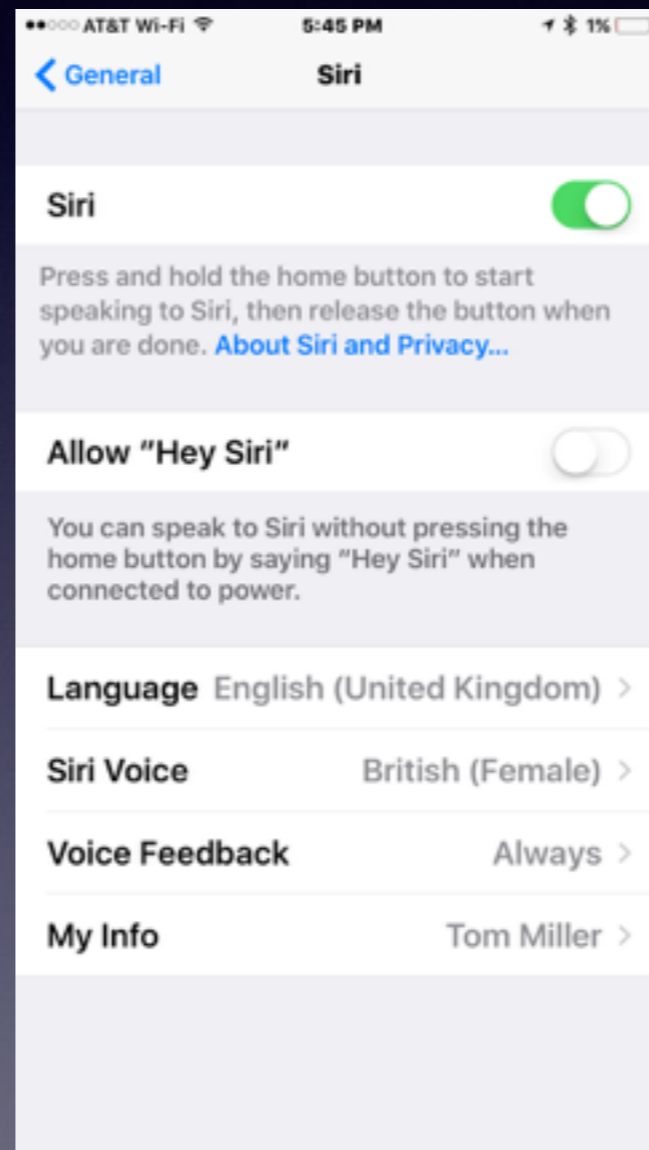 AT&T Wi-Fi 5:45 PM 1%
General Siri
Siri
Press and hold the home button to start
speaking to Siri, then release the button when
you are done. About Siri and Privacy...
Allow "Hey Siri"
You can speak to Siri without pressing the
home button by saying "Hey Siri" when
connected to power.
Language English (United Kingdom)
Siri Voice British (Female)
Voice Feedback Always
My Info Tom Miller